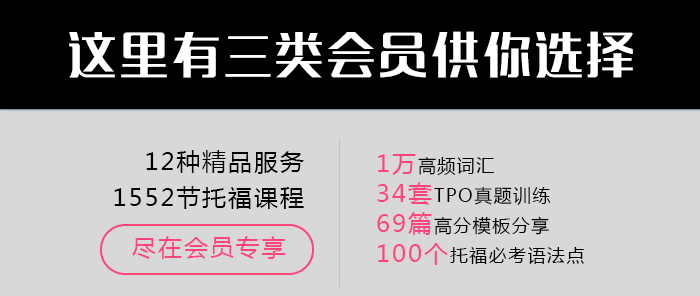 这里有三类会员供你选择
12种精品服务
1552节托福课程
尽在会员专享
1万高频词汇
34套TPO真题训练
69篇高分模板分享
100个托福必考语法点